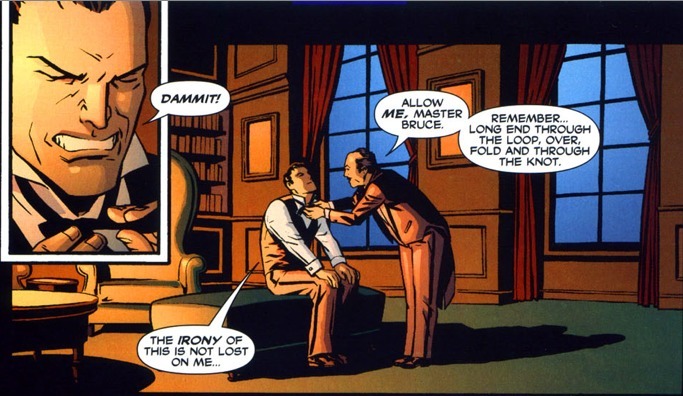 DAMMIT!
ALLOW
ME, MASTER
BRUCE.
REMEMBER...
LONG END THROUGH
THE LOOP, OVER,
FOLD AND THROUGH
THE KNOT.
THE IRONY OF
THIS IS NOT LOST
ON ME...